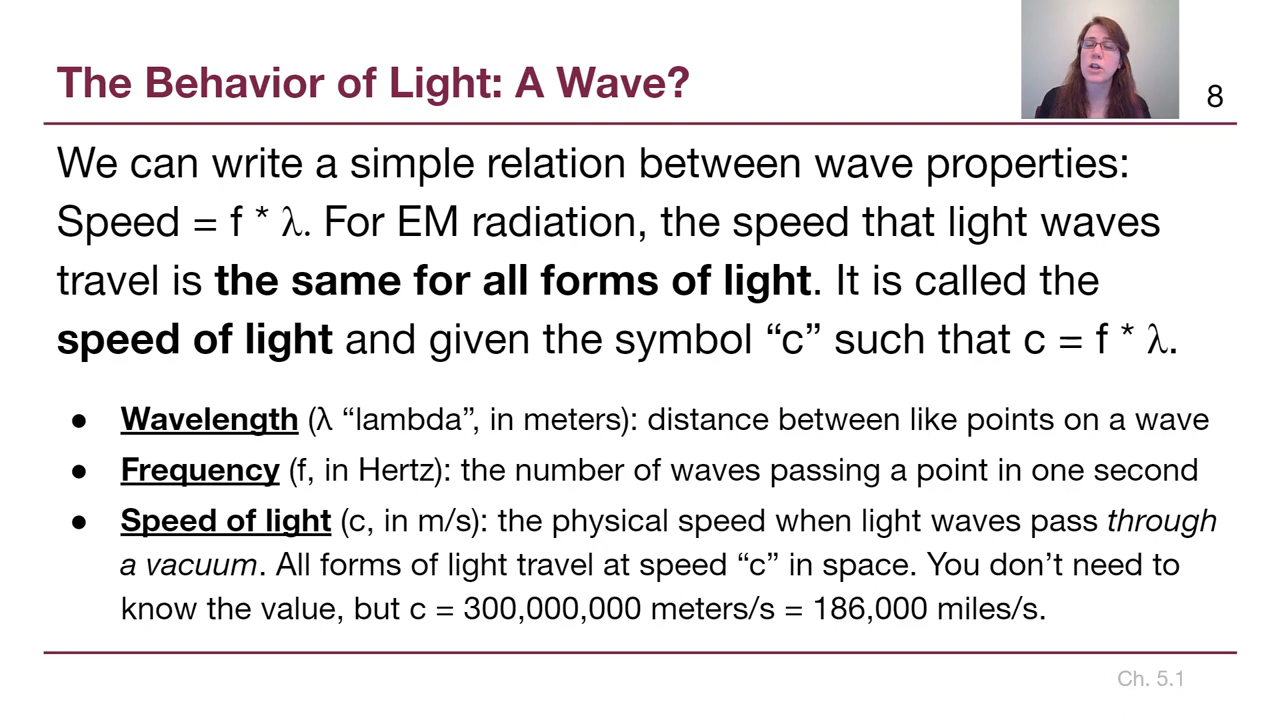 The Behavior of Light: A Wave?
8
We can write a simple relation between wave properties:
Speed = f * λ. For EM radiation, the speed that light waves
travel is the same for all forms of light. It is called the
speed of light and given the symbol “c” such that c = f * λ.
● Wavelength (λ “lambda”, in meters): distance between like points on a wave
● Frequency (f, in Hertz): the number of waves passing a point in one second
● Speed of light (c, in m/s): the physical speed when light waves pass through
a vacuum. All forms of light travel at speed “c” in space. You don’t need to
know the value, but c = 300,000,000 meters/s = 186,000 miles/s.
Ch. 5.1